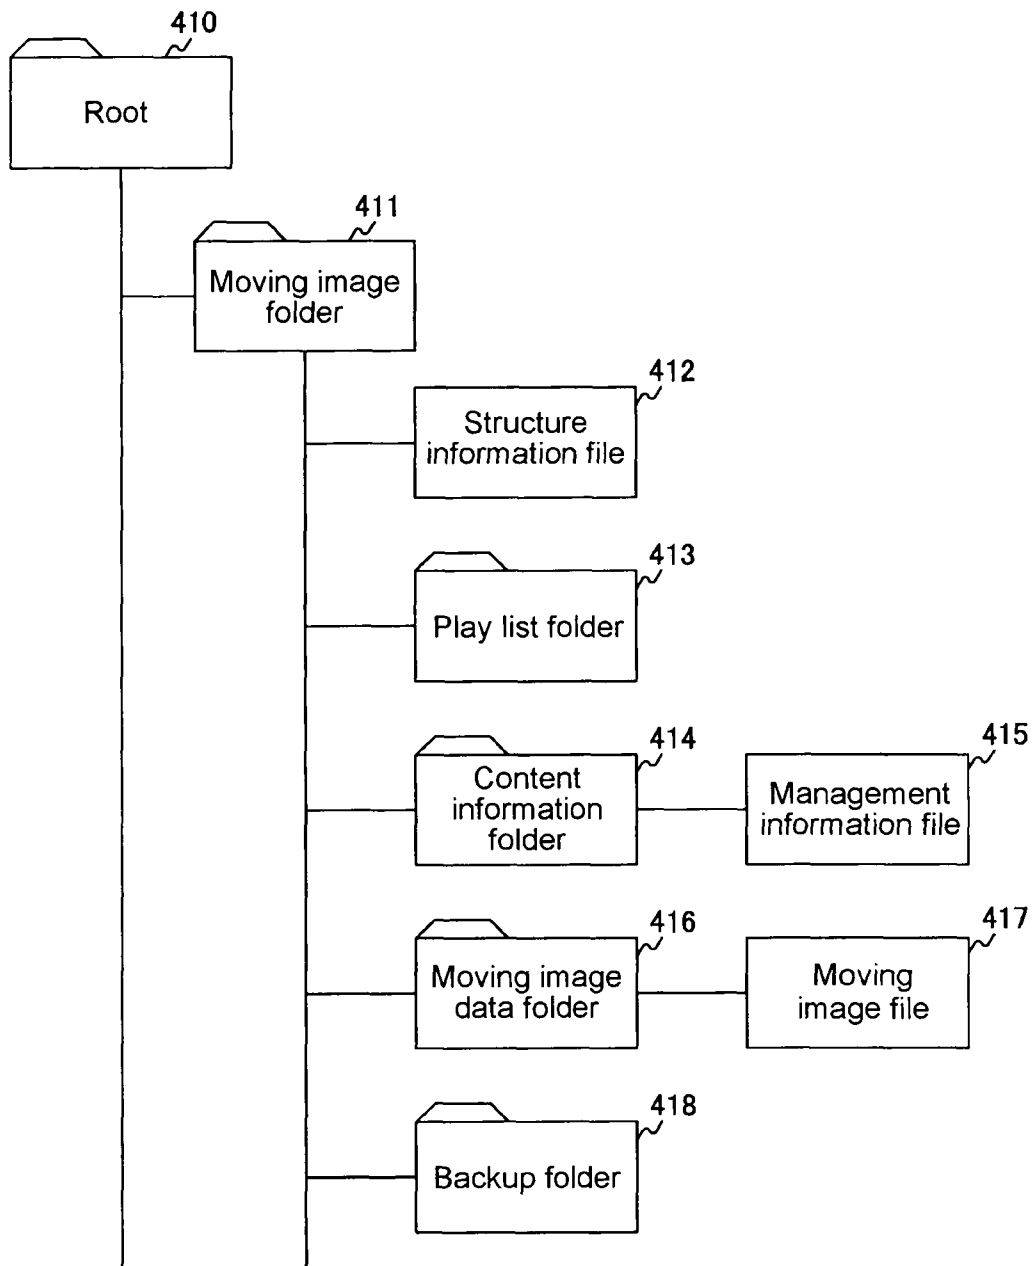 410
Root
411
Moving image
folder
412
Structure
information file
413
Play list folder
414
Content
information
folder
415
Management
information file
416
Moving image
data folder
417
Moving
image file
418
Backup folder